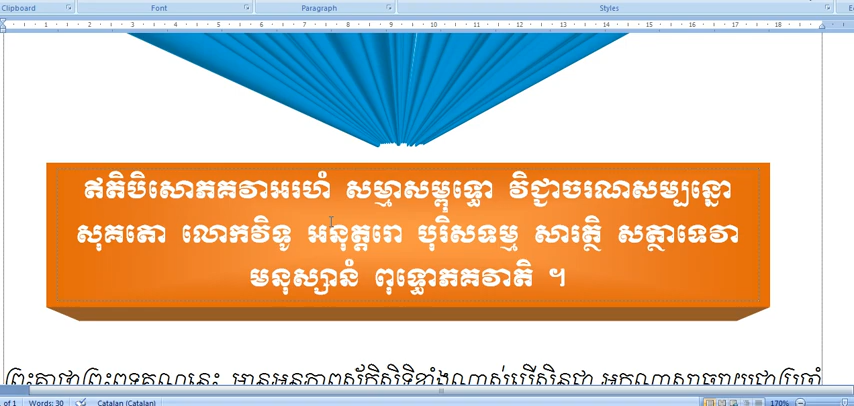 Clipboard Font Paragraph Styles
ឥតិបិសោភគវាអរហំ សម្មាសម្ពុទ្ធោ វិជ្ជាចរណសម្បន្នោ
សុគតោ លោកវិទូ អនុត្តរោ បុរិសទម្ម សារត្ថិ សត្ថាទេវា
មនុស្សានំ ពុទ្ធោភគវាតិ ។
of 1 Words: 30 Catalan (Catalan) 170%